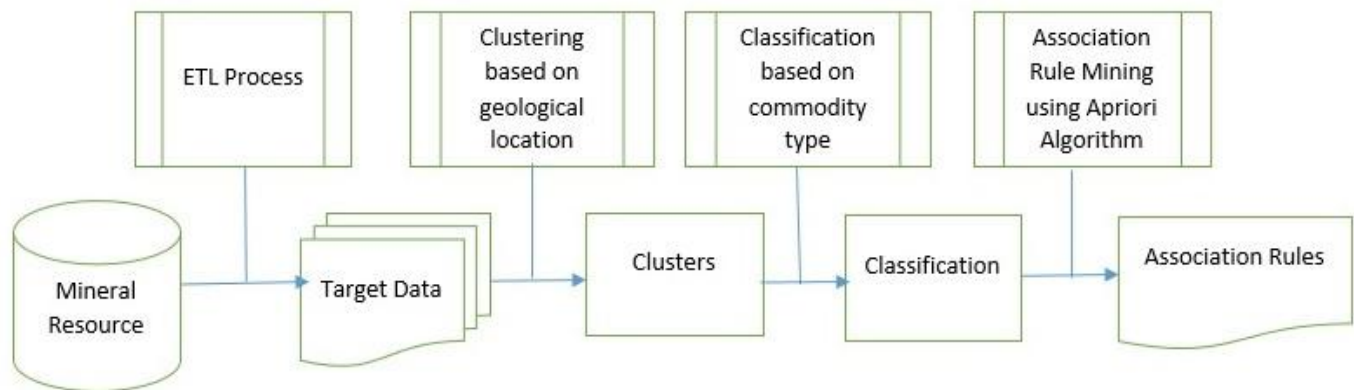 ETL Process
Clustering
based on
geological
location
Classification
based on
commodity
type
Association
Rule Mining
using Apriori
Algorithm
Mineral
Resource
Target Data
Clusters
Classification
Association Rules